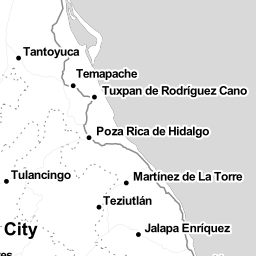 Tantoyuca
Temapache
Tuxpan de Rodríguez Cano
Poza Rica de Hidalgo
Tulancingo
Martínez de La Torre
Teziutlán
City
Jalapa Enríquez